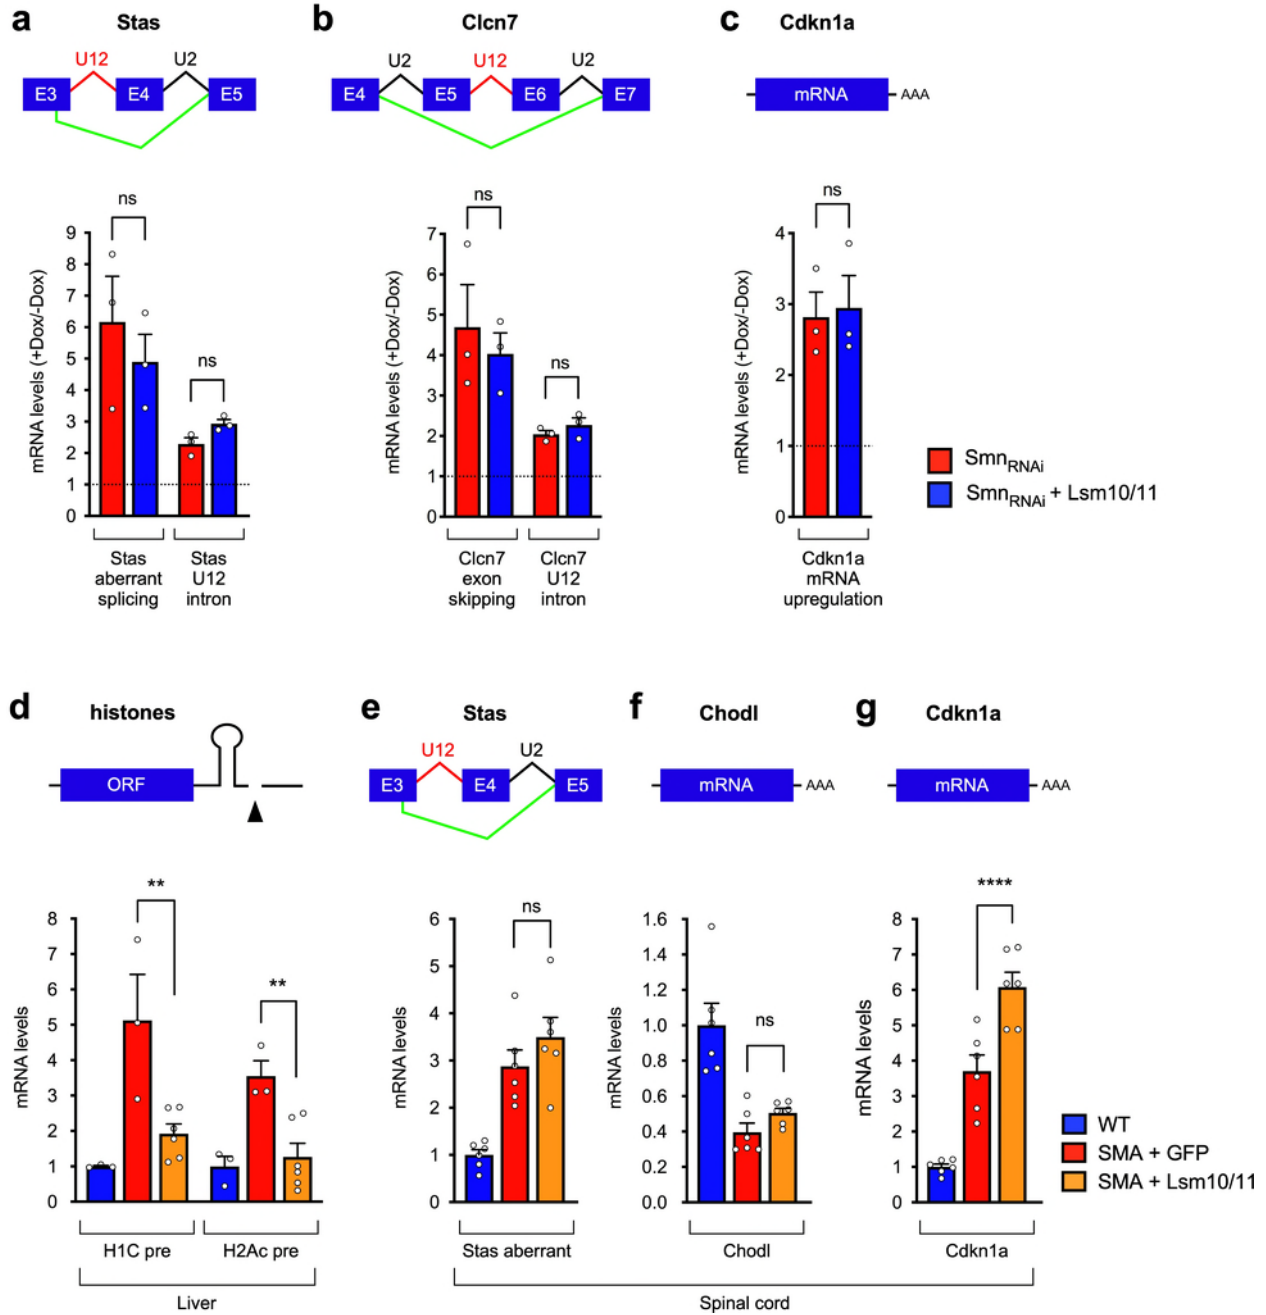 a Stas
b Clcn7
c Cdkn1a
U12 U2
E3 E4 E5
U2 U12 U2
E4 E5 E6 E7
mRNA AAA
mRNA levels (+Dox/-Dox)
9
8
7
6
5
4
3
2
1
0
ns
ns
Stas
aberrant
splicing
Stas
U12
intron
mRNA levels (+Dox/-Dox)
7
6
5
4
3
2
1
0
ns
ns
Clcn7
exon
skipping
Clcn7
U12
intron
mRNA levels (+Dox/-Dox)
4
3
2
1
0
ns
Cdkn1a
mRNA
upregulation
SmnRNAi
SmnRNAi + Lsm10/11
d histones
ORF
mRNA levels
8
7
6
5
4
3
2
1
0
**
**
H1C pre
H2Ac pre
Liver
e Stas
U12 U2
E3 E4 E5
mRNA levels
6
5
4
3
2
1
0
ns
Stas aberrant
f Chodl
mRNA AAA
mRNA levels
1.6
1.4
1.2
1.0
0.8
0.6
0.4
0.2
0.0
ns
Chodl
g Cdkn1a
mRNA AAA
mRNA levels
8
7
6
5
4
3
2
1
0
****
Cdkn1a
Spinal cord
WT
SMA + GFP
SMA + Lsm10/11